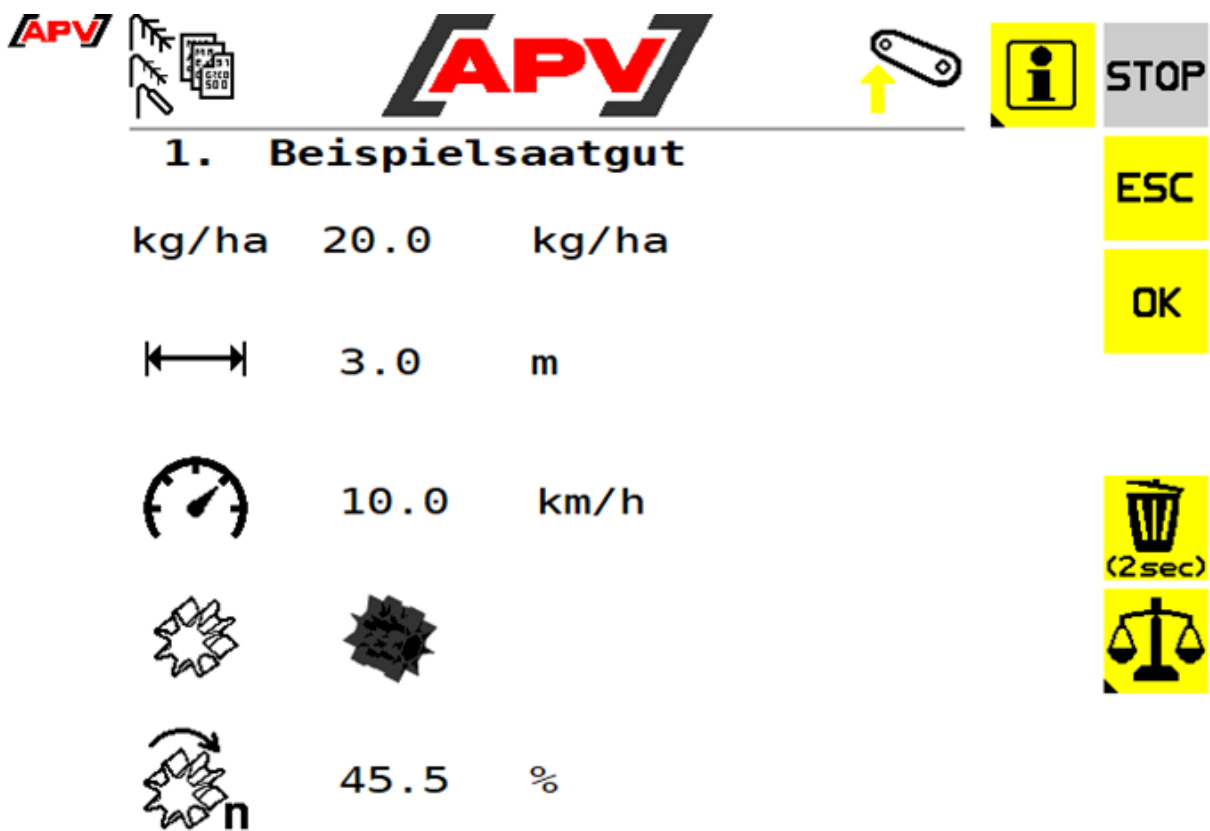 APV
APV
STOP
1. Beispielsaatgut
ESC
kg/ha 20.0 kg/ha
OK
3.0 m
10.0 km/h
(2sec)
45.5 %
n